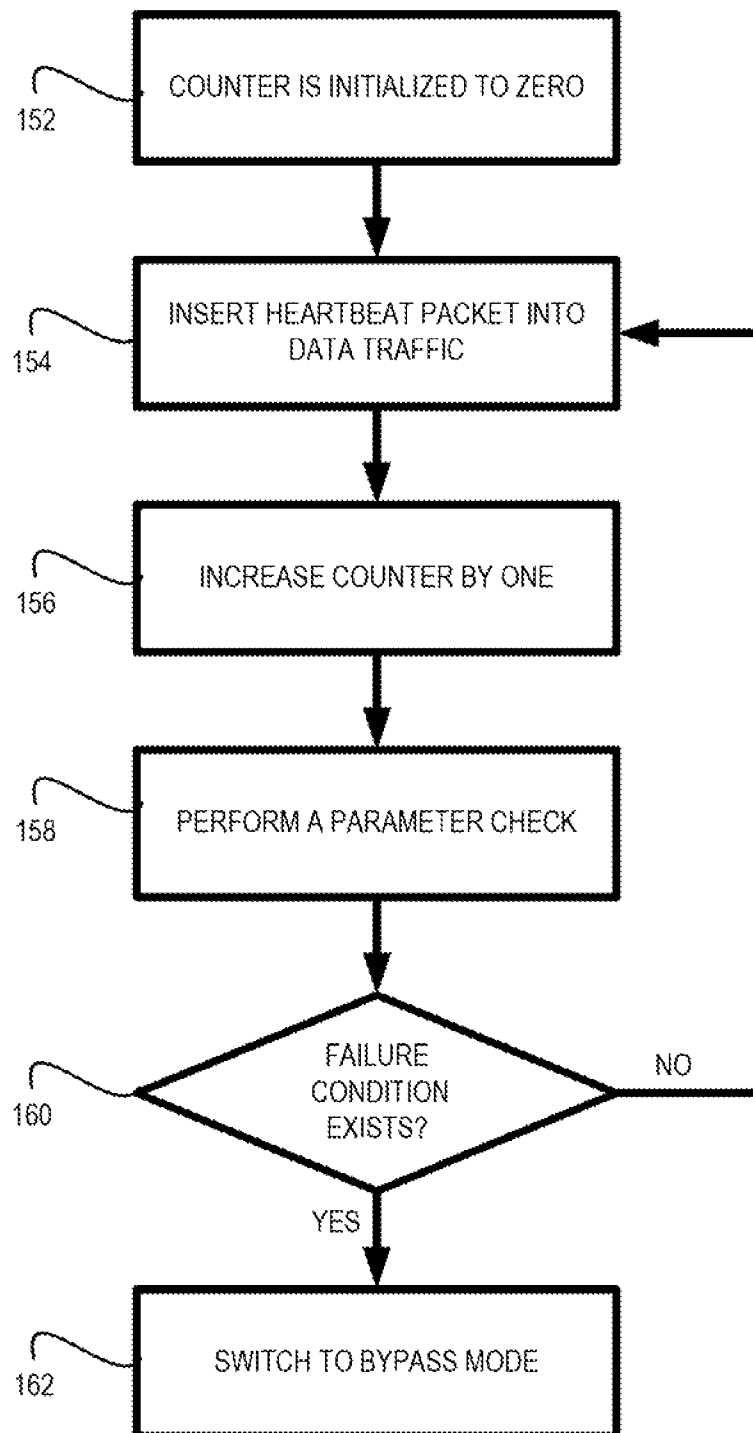 COUNTER IS INITIALIZED TO ZERO
152
INSERT HEARTBEAT PACKET INTO
DATA TRAFFIC
154
INCREASE COUNTER BY ONE
156
PERFORM A PARAMETER CHECK
158
FAILURE
CONDITION
EXISTS?
NO
160
YES
SWITCH TO BYPASS MODE
162